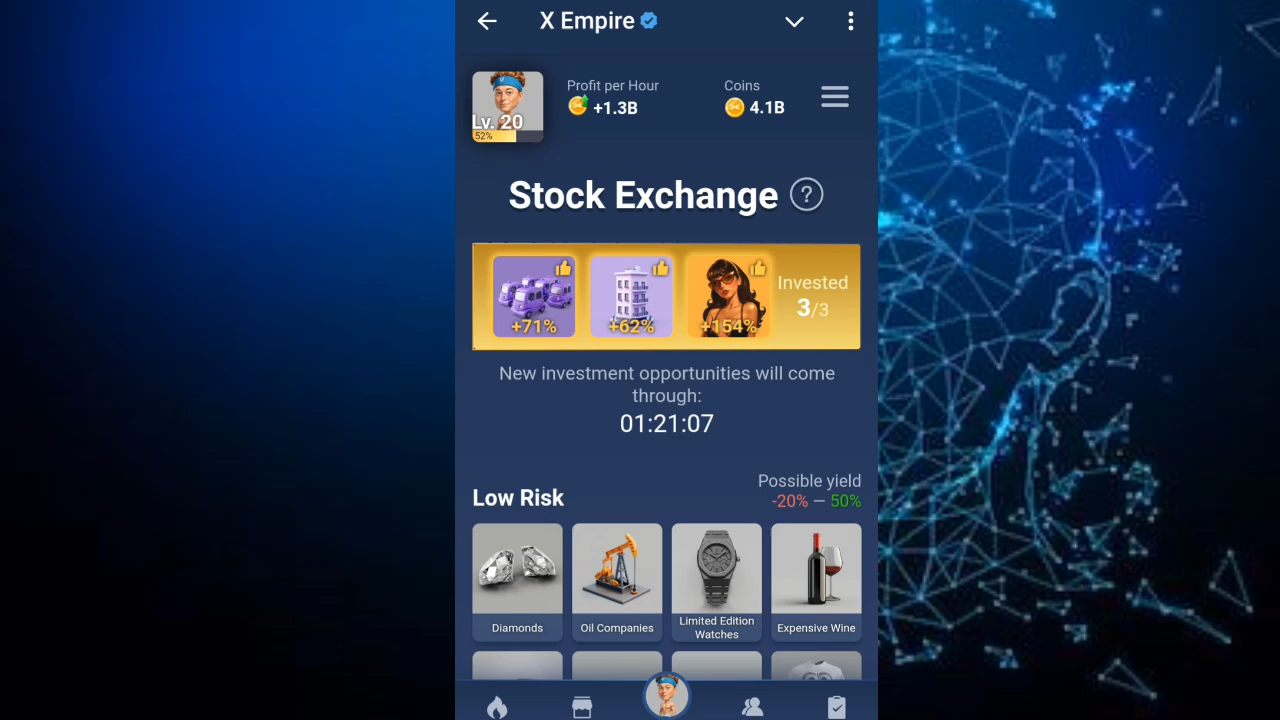 X Empire
Profit per Hour
+1.3B
Coins
4.1B
Lv. 20
52%
Stock Exchange ?
+71%
+62%
+154%
Invested
3/3
New investment opportunities will come
through:
01:21:07
Low Risk
Possible yield
-20% — 50%
Diamonds
Oil Companies
Limited Edition
Watches
Expensive Wine